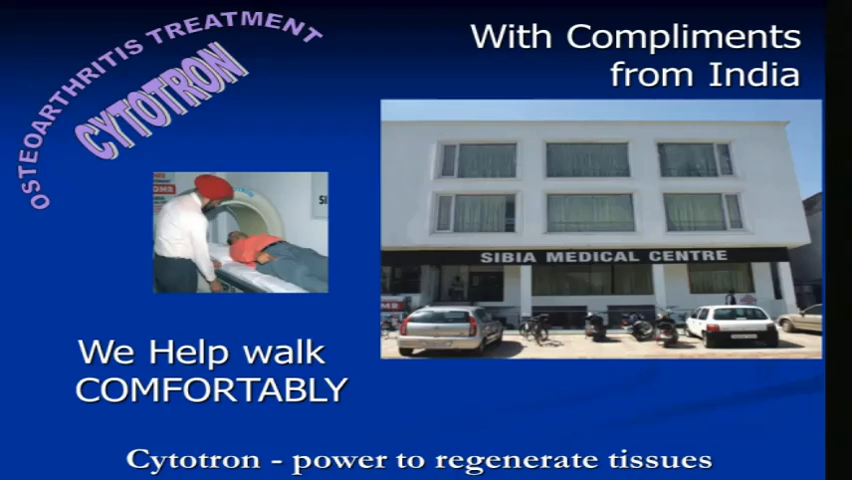 OSTEOARTHRITIS TREATMENT
CYTOTRON
With Compliments
from India
SIBIA MEDICAL CENTRE
We Help walk
COMFORTABLY
Cytotron - power to regenerate tissues